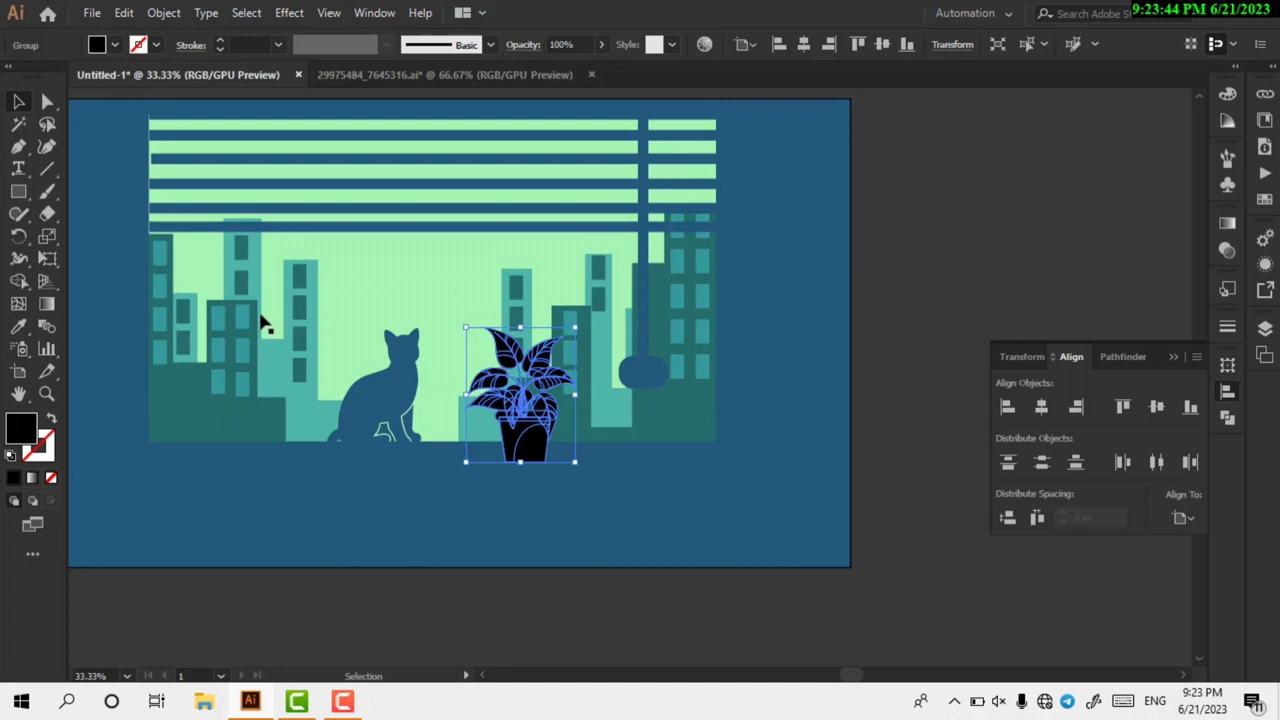 9:23:44 PM 6/21/2023
Ai File Edit Object Type Select Effect View Window Help Automation Search Adobe S
Group Stroke: Basic Opacity: 100% Style: Transform
Untitled-1* @ 33.33% (RGB/GPU Preview) × 29975484_7645316.ai* @ 66.67% (RGB/GPU Preview) ×
Transform Align Pathfinder
Align Objects:
Distribute Objects:
Distribute Spacing: Align To:
33.33% 1 Selection
Ai ENG 9:23 PM
6/21/2023